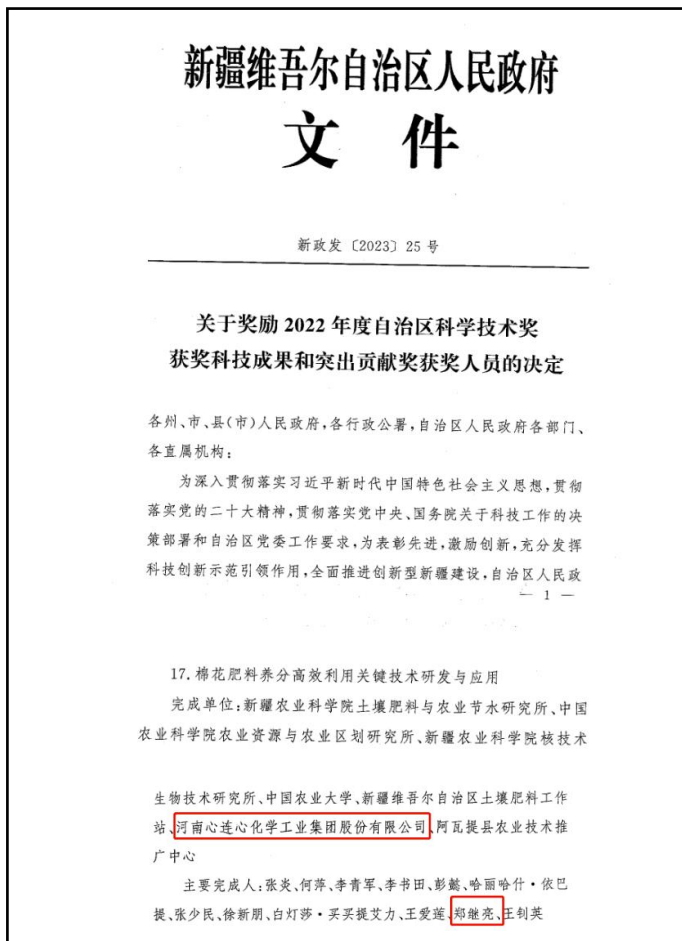 新疆维吾尔自治区人民政府
文 件
新政发〔2023〕25 号
关于奖励 2022 年度自治区科学技术奖
获奖科技成果和突出贡献奖获奖人员的决定
各州、市、县(市)人民政府,各行政公署,自治区人民政府各部门、
各直属机构:
为深入贯彻落实习近平新时代中国特色社会主义思想,贯彻
落实党的二十大精神,贯彻落实党中央、国务院关于科技工作的决
策部署和自治区党委工作要求,为表彰先进,激励创新,充分发挥
科技创新示范引领作用,全面推进创新型新疆建设,自治区人民政
— 1 —
17. 棉花肥料养分高效利用关键技术研发与应用
完成单位:新疆农业科学院土壤肥料与农业节水研究所、中国
农业科学院农业资源与农业区划研究所、新疆农业科学院核技术
生物技术研究所、中国农业大学、新疆维吾尔自治区土壤肥料工作
站、河南心连心化学工业集团股份有限公司、阿瓦提县农业技术推
广中心
主要完成人:张炎、何萍、李青军、李书田、彭懿、哈丽哈什·依巴
提、张少民、徐新朋、白灯莎·买买提艾力、王爱莲、郑继亮、王钊英